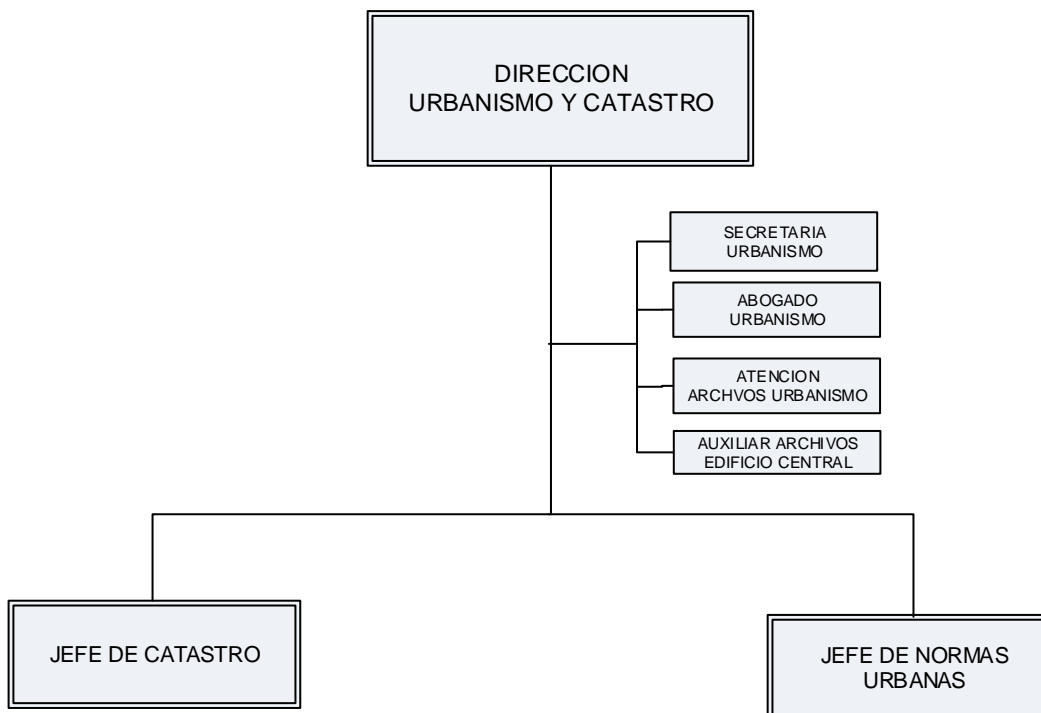 DIRECCION
URBANISMO Y CATASTRO
SECRETARIA
URBANISMO
ABOGADO
URBANISMO
ATENCION
ARCHVOS URBANISMO
AUXILIAR ARCHIVOS
EDIFICIO CENTRAL
JEFE DE CATASTRO
JEFE DE NORMAS
URBANAS